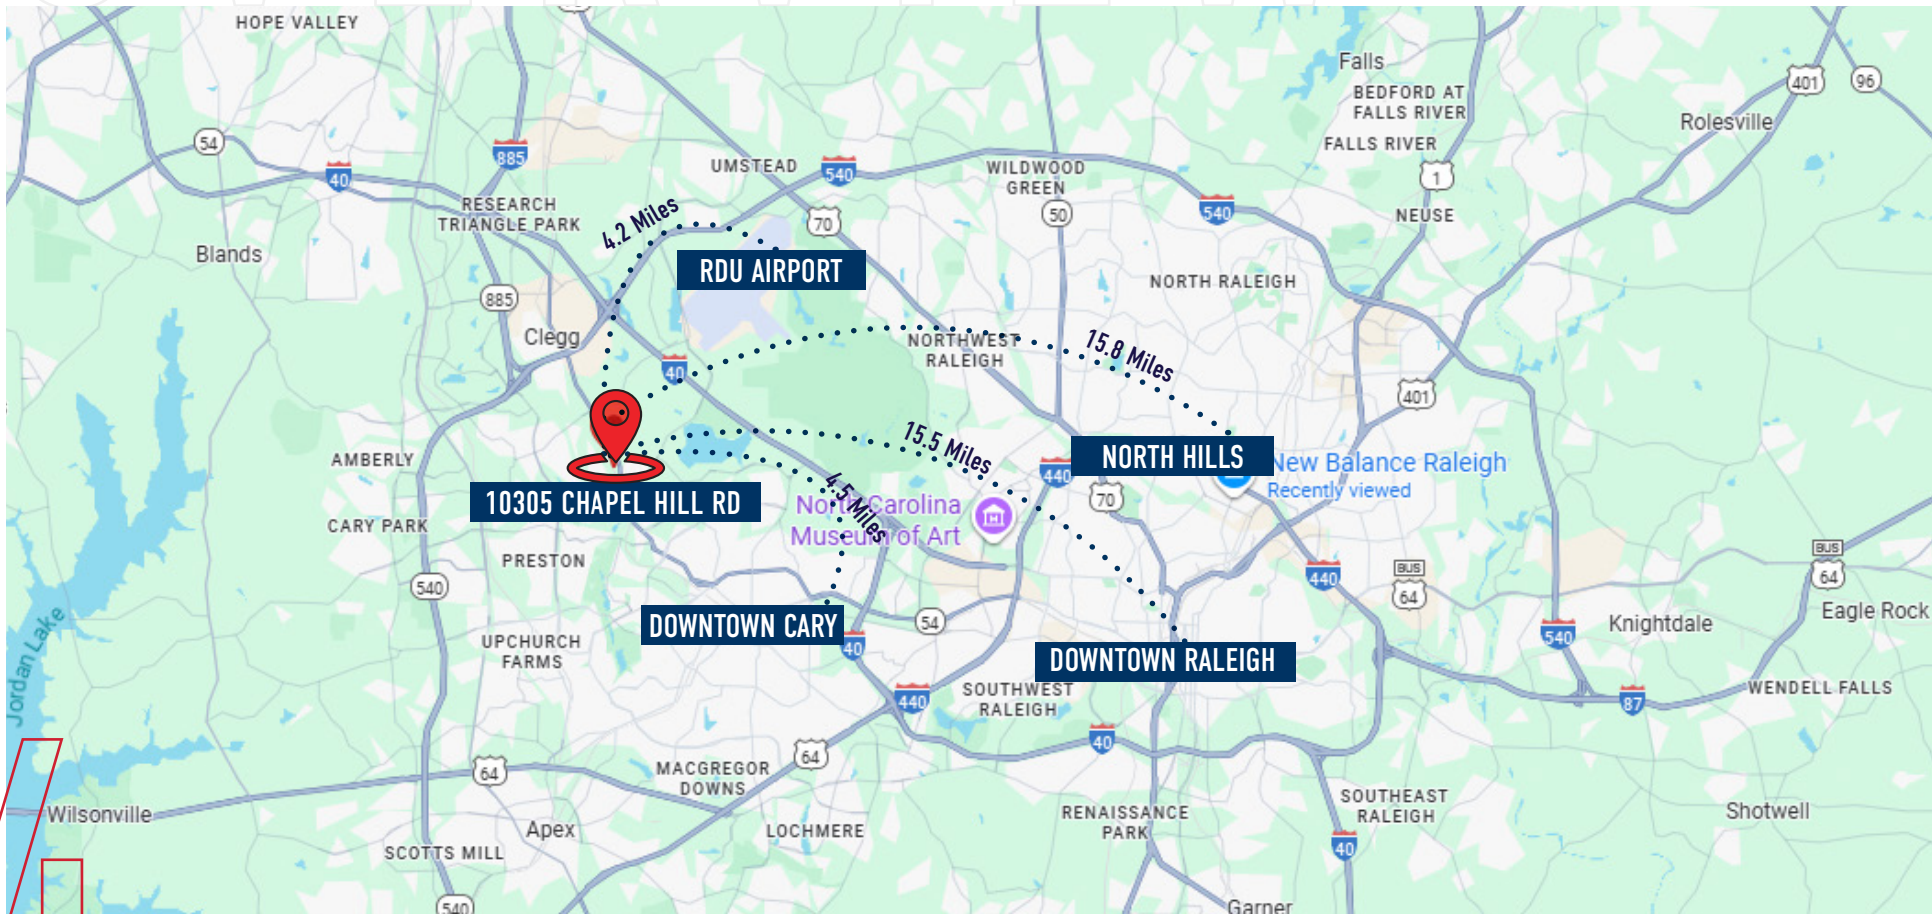 HOPE VALLEY
Falls
BEDFORD AT
FALLS RIVER
401
96
Rolesville
54
885
FALLS RIVER
40
UMSTEAD
540
WILDWOOD
GREEN
1
RESEARCH
TRIANGLE PARK
4.2 Miles
70
50
540
NEUSE
Blands
RDU AIRPORT
NORTH RALEIGH
885
Clegg
NORTHWEST
RALEIGH
15.8 Miles
40
401
15.5 Miles
AMBERLY
NORTH HILLS
New Balance Raleigh
Recently viewed
440
70
10305 CHAPEL HILL RD
4.5 Miles
North Carolina
Museum of Art
CARY PARK
PRESTON
540
440
BUS
64
BUS
64
Eagle Rock
Jordan Lake
DOWNTOWN CARY
54
40
UPCHURCH
FARMS
DOWNTOWN RALEIGH
540
Knightdale
440
SOUTHWEST
RALEIGH
87
WENDELL FALLS
40
64
64
MACGREGOR
DOWNS
Wilsonville
Apex
LOCHMERE
RENAISSANCE
PARK
SOUTHEAST
RALEIGH
Shotwell
40
SCOTTS MILL
540
Garner